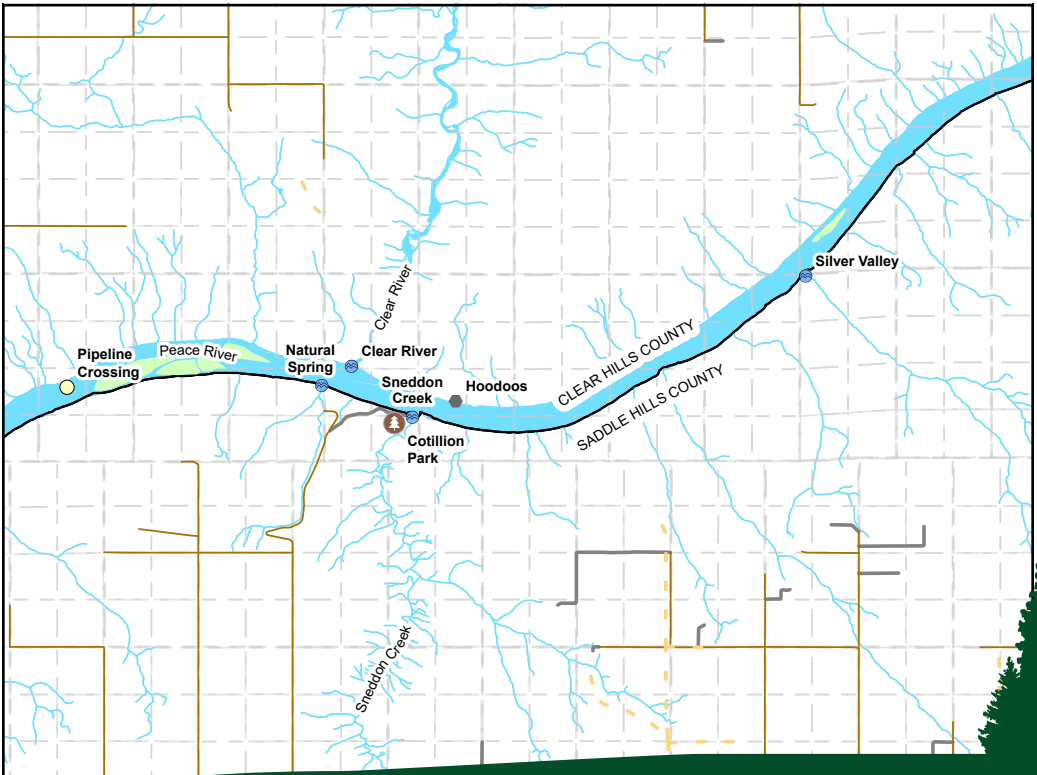 Silver Valley
Clear River
CLEAR HILLS COUNTY
Peace River
Natural
Spring
Clear River
Pipeline
Crossing
Sneddon
Creek
Hoodoos
SADDLE HILLS COUNTY
Cotillion
Park
Sneddon Creek